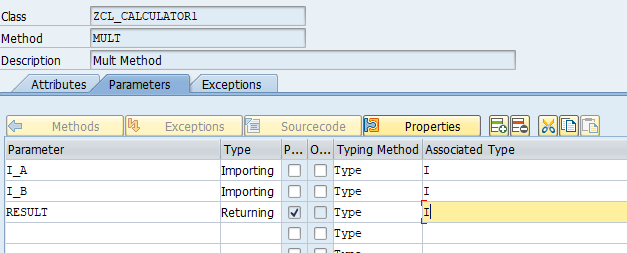 Class ZCL_CALCULATOR1
Method MULT
Description Mult Method
Attributes Parameters Exceptions
Methods Exceptions Sourcecode Properties
Parameter Type P... O... Typing Method Associated Type
I_A Importing Type I
I_B Importing Type I
RESULT Returning Type I
Type
Type